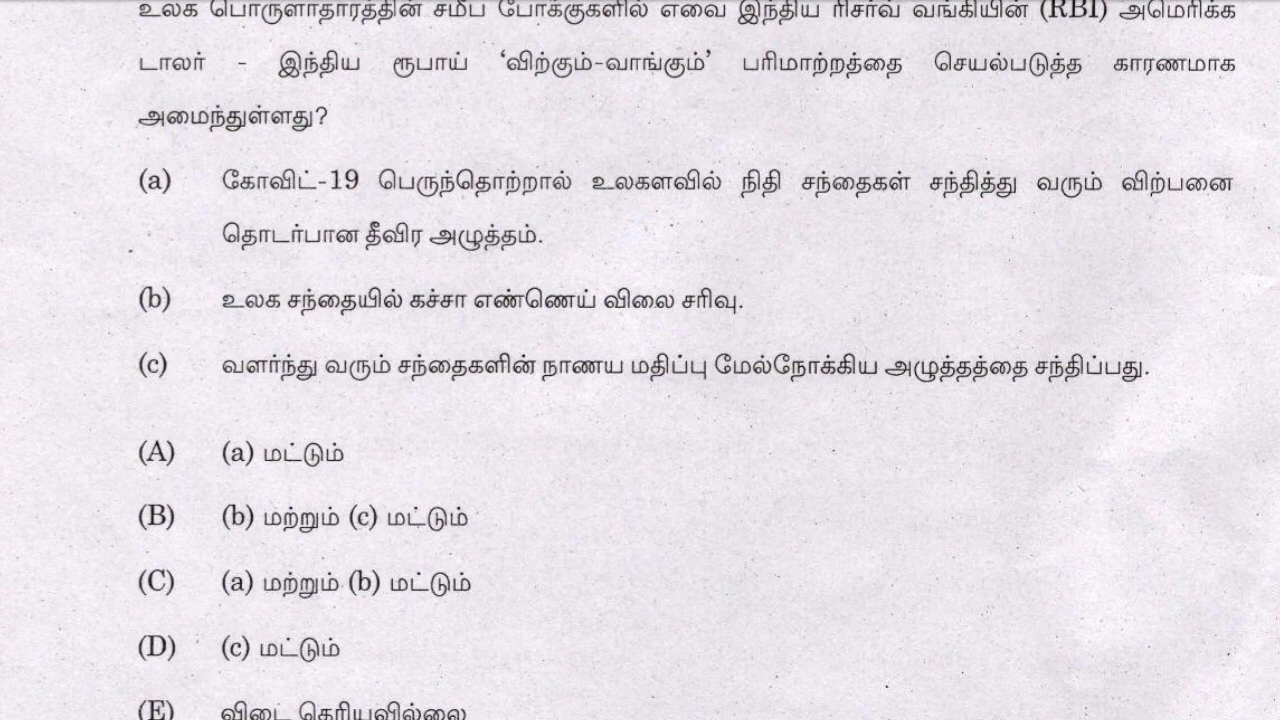 உலக பொருளாதாரத்தின் சமீப போக்குகளில் எவை இந்திய ரிசர்வ் வங்கியின் (RBI) அமெரிக்க
டாலர் - இந்திய ரூபாய் ‘விற்கும்-வாங்கும்’ பரிமாற்றத்தை செயல்படுத்த காரணமாக
அமைந்துள்ளது?
(a) கோவிட்-19 பெருந்தொற்றால் உலகளவில் நிதி சந்தைகள் சந்தித்து வரும் விற்பனை
தொடர்பான தீவிர அழுத்தம்.
(b) உலக சந்தையில் கச்சா எண்ணெய் விலை சரிவு.
(c) வளர்ந்து வரும் சந்தைகளின் நாணய மதிப்பு மேல்நோக்கிய அழுத்தத்தை சந்திப்பது.
(A) (a) மட்டும்
(B) (b) மற்றும் (c) மட்டும்
(C) (a) மற்றும் (b) மட்டும்
(D) (c) மட்டும்
(E) விடை தெரியவில்லை